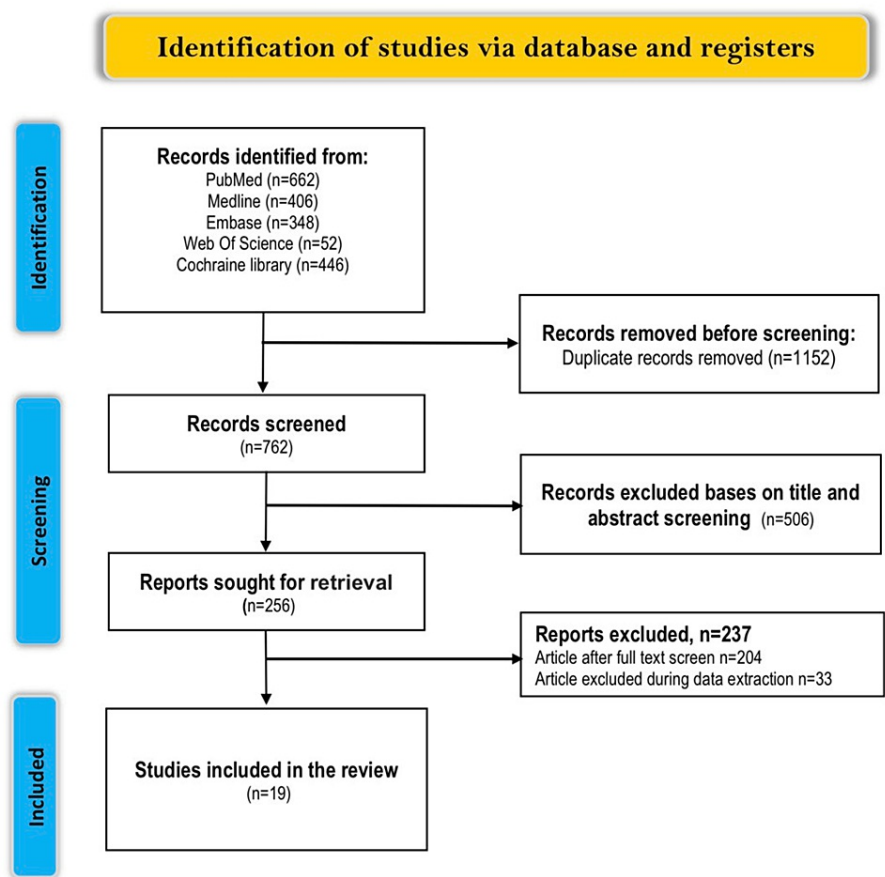 Identification of studies via database and registers
Identification
Records identified from:
PubMed (n=662)
Medline (n=406)
Embase (n=348)
Web Of Science (n=52)
Cochraine library (n=446)
Records removed before screening:
Duplicate records removed (n=1152)
Screening
Records screened
(n=762)
Records excluded bases on title and
abstract screening (n=506)
Reports sought for retrieval
(n=256)
Reports excluded, n=237
Article after full text screen n=204
Article excluded during data extraction n=33
Included
Studies included in the review
(n=19)